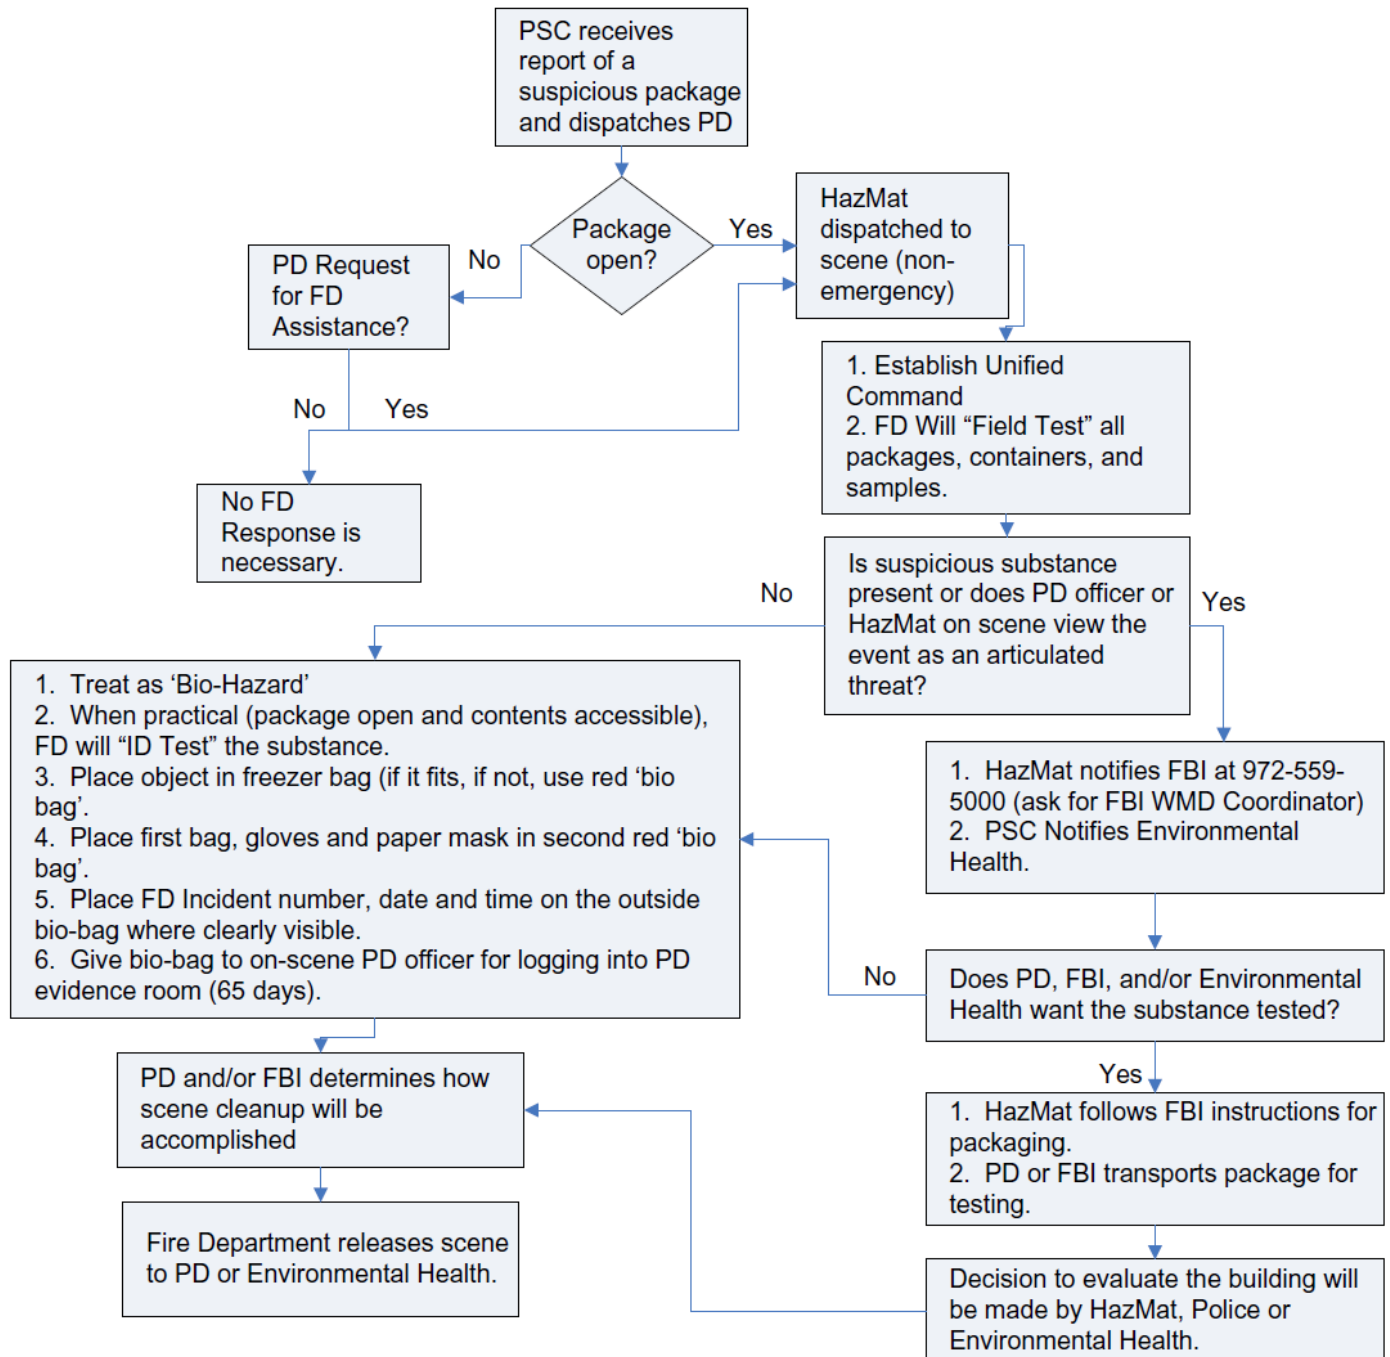 PSC receives
report of a
suspicious package
and dispatches PD
Package
open?
Yes
No
HazMat
dispatched to
scene (non-
emergency)
PD Request
for FD
Assistance?
No
Yes
No FD
Response is
necessary.
1. Establish Unified
Command
2. FD Will “Field Test” all
packages, containers, and
samples.
Is suspicious substance
present or does PD officer or
HazMat on scene view the
event as an articulated
threat?
No
Yes
1. Treat as ‘Bio-Hazard’
2. When practical (package open and contents accessible),
FD will “ID Test” the substance.
3. Place object in freezer bag (if it fits, if not, use red ‘bio
bag’.
4. Place first bag, gloves and paper mask in second red ‘bio
bag’.
5. Place FD Incident number, date and time on the outside
bio-bag where clearly visible.
6. Give bio-bag to on-scene PD officer for logging into PD
evidence room (65 days).
1. HazMat notifies FBI at 972-559-
5000 (ask for FBI WMD Coordinator)
2. PSC Notifies Environmental
Health.
No
Does PD, FBI, and/or Environmental
Health want the substance tested?
Yes
PD and/or FBI determines how
scene cleanup will be
accomplished
1. HazMat follows FBI instructions for
packaging.
2. PD or FBI transports package for
testing.
Fire Department releases scene
to PD or Environmental Health.
Decision to evaluate the building will
be made by HazMat, Police or
Environmental Health.